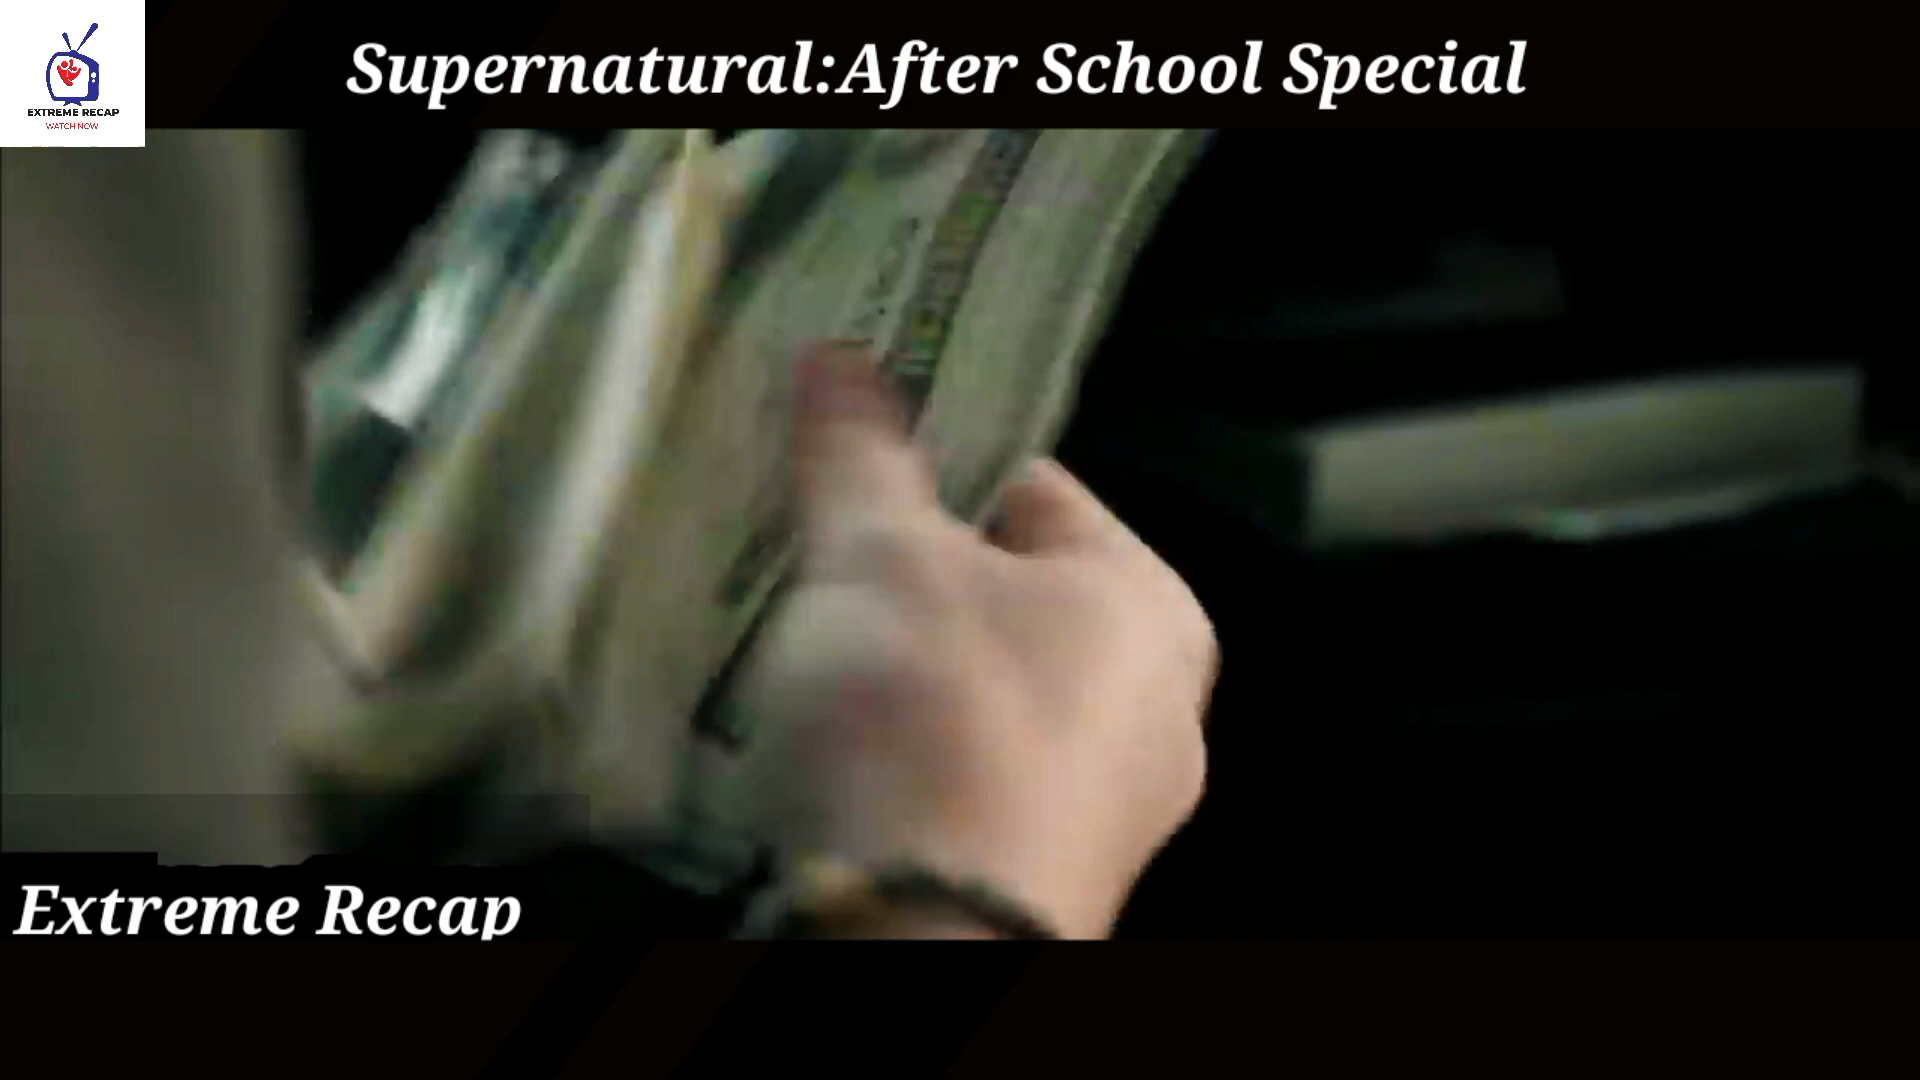 EXTREME RECAP
WATCH NOW
Supernatural:After School Special
Extreme Recap